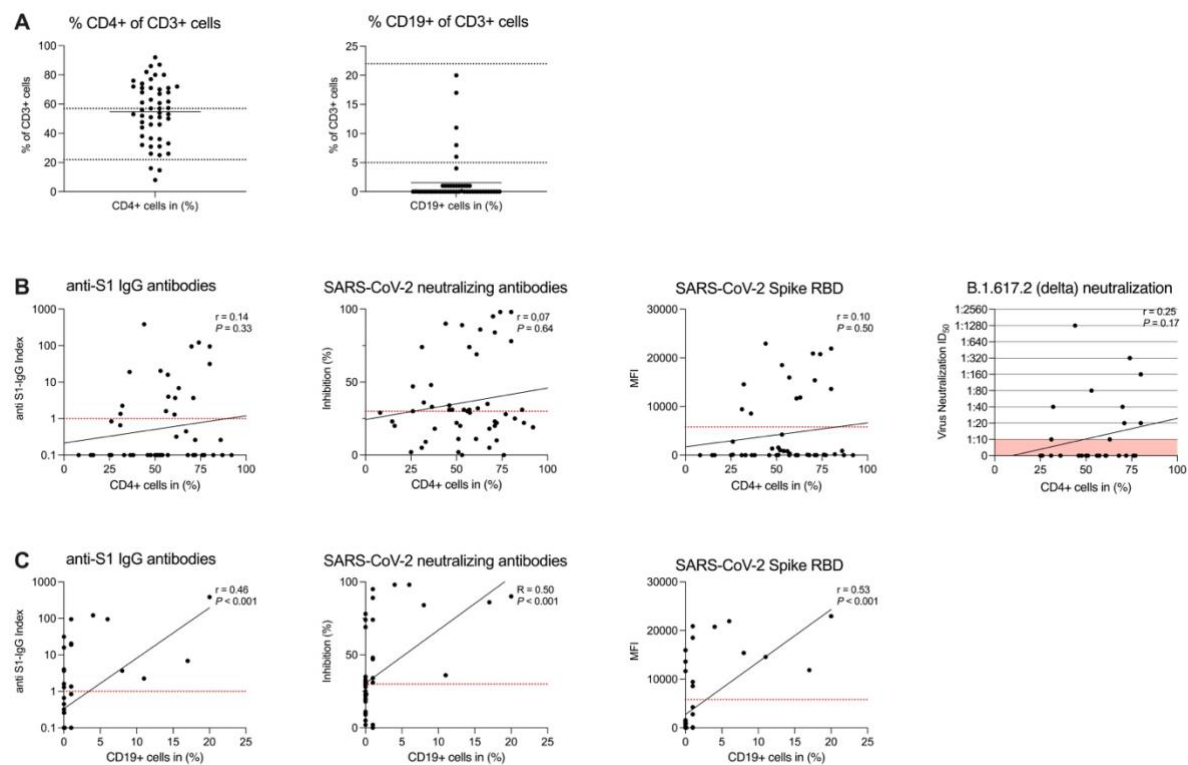 A
% CD4+ of CD3+ cells
% of CD3+ cells
100
80
60
40
20
0
CD4+ cells in (%)
% CD19+ of CD3+ cells
% of CD3+ cells
25
20
15
10
5
0
CD19+ cells in (%)
B
anti-S1 IgG antibodies
anti S1-IgG Index
1000
100
10
1
0.1
r = 0.14
P = 0.33
0 25 50 75 100
CD4+ cells in (%)
SARS-CoV-2 neutralizing antibodies
Inhibition (%)
100
50
0
r = 0.07
P = 0.64
0 25 50 75 100
CD4+ cells in (%)
SARS-CoV-2 Spike RBD
MFI
30000
20000
10000
0
r = 0.10
P = 0.50
0 25 50 75 100
CD4+ cells in (%)
B.1.617.2 (delta) neutralization
Virus Neutralization ID50
1:2560
1:1280
1:640
1:320
1:160
1:80
1:40
1:20
1:10
0
r = 0.25
P = 0.17
0 25 50 75 100
CD4+ cells in (%)
C
anti-S1 IgG antibodies
anti S1-IgG Index
1000
100
10
1
0.1
r = 0.46
P < 0.001
0 5 10 15 20 25
CD19+ cells in (%)
SARS-CoV-2 neutralizing antibodies
Inhibition (%)
100
50
0
R = 0.50
P < 0.001
0 5 10 15 20 25
CD19+ cells in (%)
SARS-CoV-2 Spike RBD
MFI
30000
20000
10000
0
r = 0.53
P < 0.001
0 5 10 15 20 25
CD19+ cells in (%)